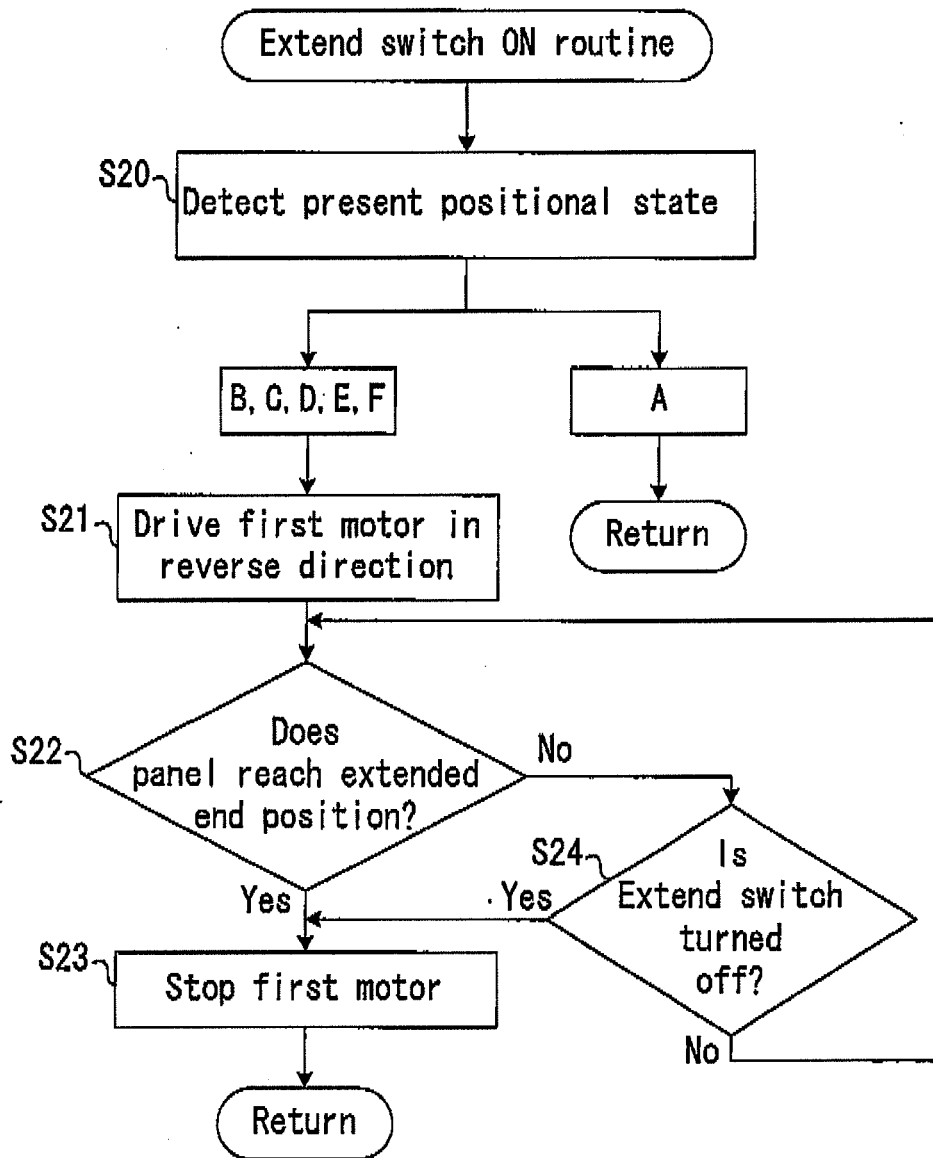 Extend switch ON routine
S20
Detect present positional state
B, C, D, E, F
A
S21
Drive first motor in
reverse direction
Return
S22
Does
panel reach extended
end position?
No
Yes
S24
Is
Extend switch
turned
off?
Yes
No
S23
Stop first motor
Return